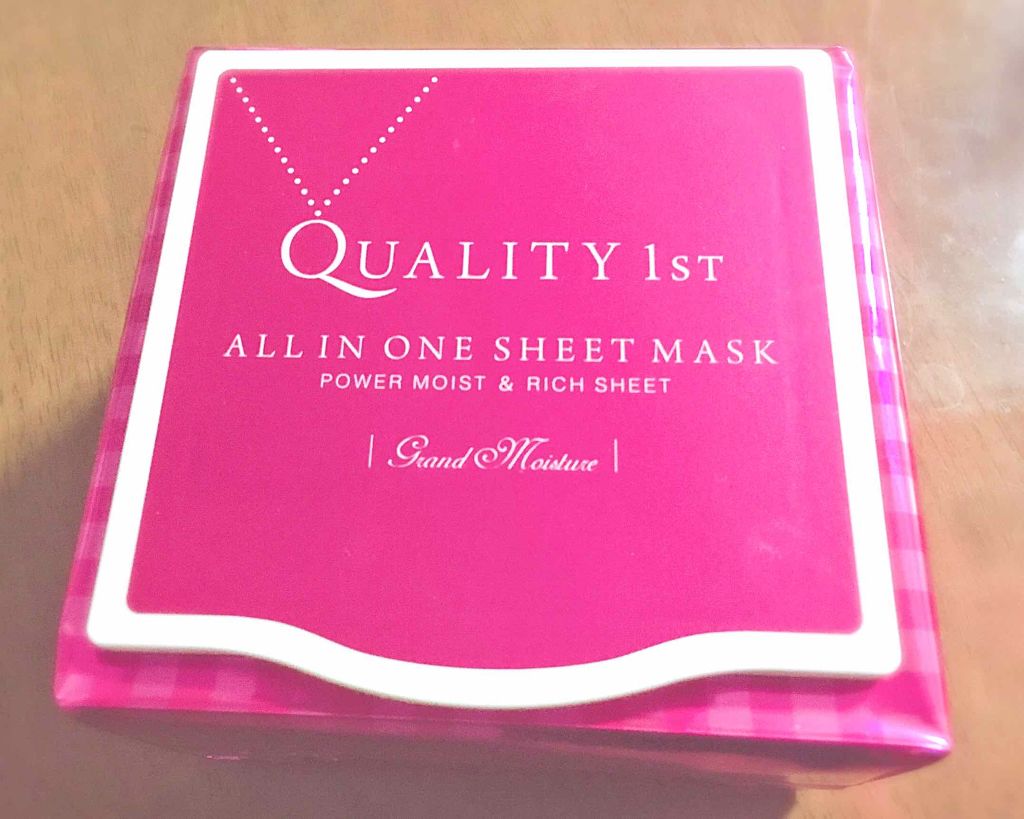 QUALITY 1ST
ALL IN ONE SHEET MASK
POWER MOIST & RICH SHEET
| Grand Moisture |